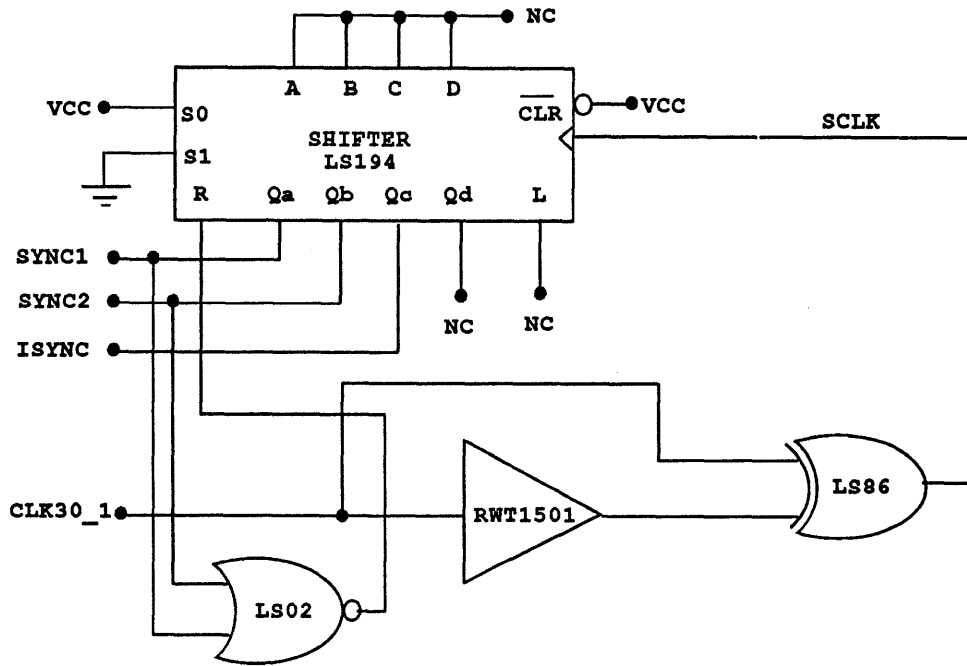 NC
A B C D
VCC S0 CLR VCC
SHIFTER SCLK
S1 LS194
R Qa Qb Qc Qd L
SYNC1
SYNC2
NC NC
ISYNC
LS86
CLK30_1 RWT1501
LS02